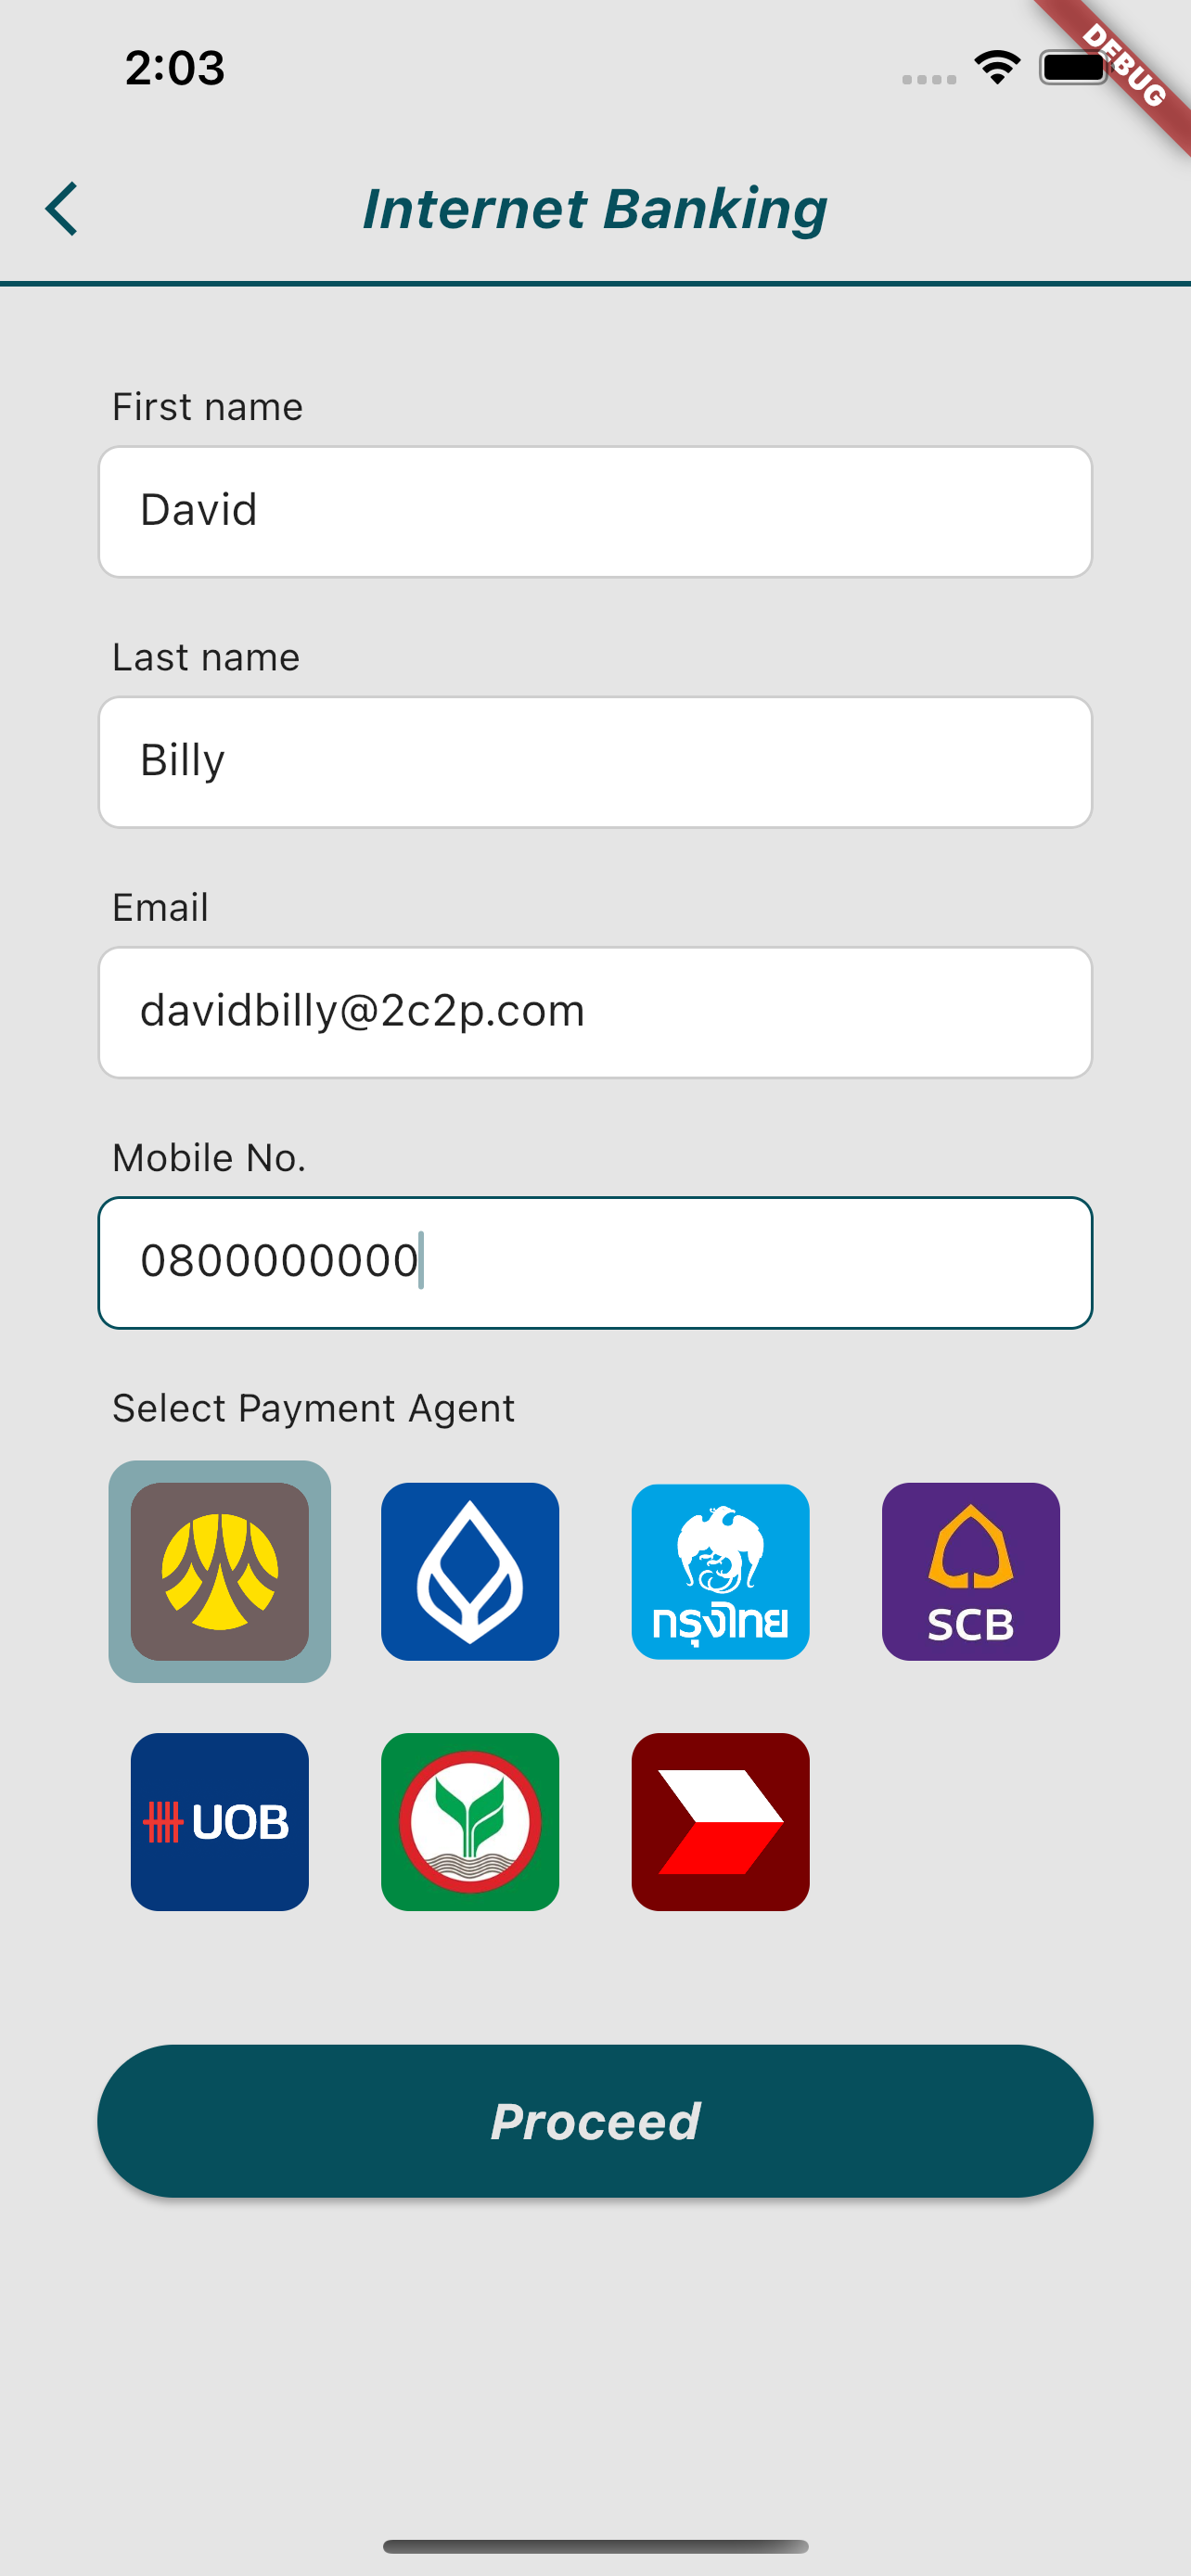 2:03
DEBUG
Internet Banking
First name
David
Last name
Billy
Email
davidbilly@2c2p.com
Mobile No.
0800000000
Select Payment Agent
กรุงไทย
SCB
UOB
Proceed